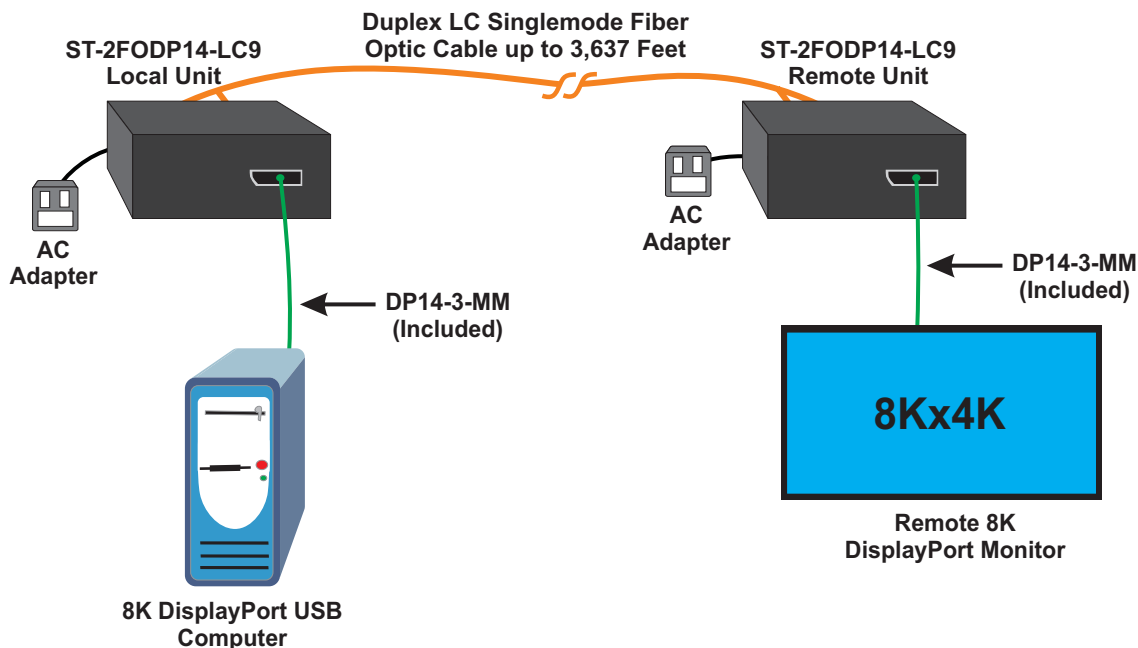 Duplex LC Singlemode Fiber
Optic Cable up to 3,637 Feet
ST-2FODP14-LC9
Local Unit
ST-2FODP14-LC9
Remote Unit
AC
Adapter
AC
Adapter
DP14-3-MM
(Included)
DP14-3-MM
(Included)
8Kx4K
Remote 8K
DisplayPort Monitor
8K DisplayPort USB
Computer